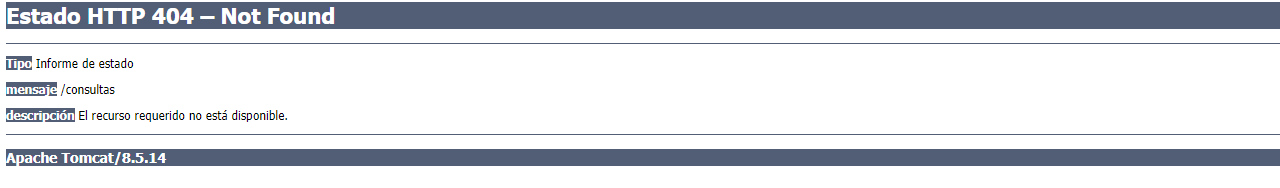 Estado HTTP 404 – Not Found
Tipo Informe de estado
mensaje /consultas
descripción El recurso requerido no está disponible.
Apache Tomcat/8.5.14